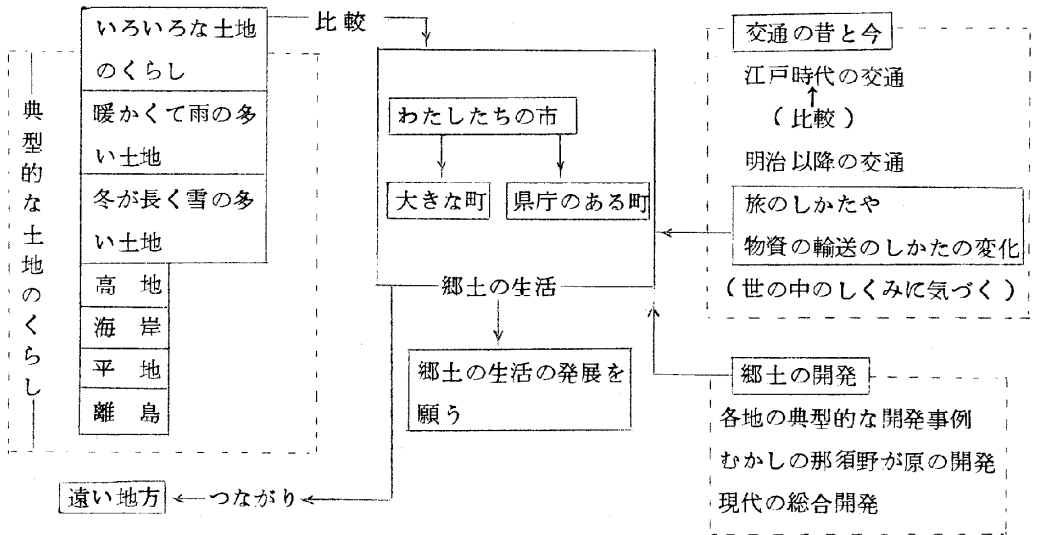 典型的な土地のくらし
いろいろな土地
のくらし
暖かくて雨の多
い土地
冬が長く雪の多
い土地
高 地
海 岸
平 地
離 島
比較
わたしたちの市
大きな町
県庁のある町
郷土の生活
郷土の生活の発展を
願う
遠い地方
つながり
交通の昔と今
江戸時代の交通
(比較)
明治以降の交通
旅のしかたや
物資の輸送のしかたの変化
(世の中のしくみに気づく)
郷土の開発
各地の典型的な開発事例
むかしの那須野が原の開発
現代の総合開発